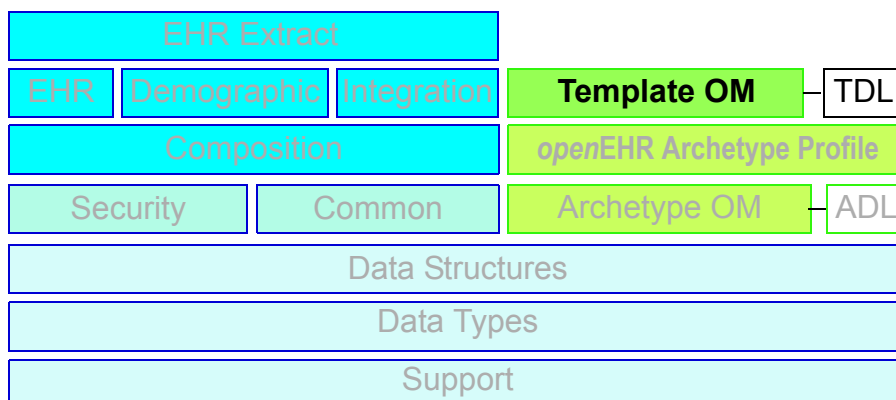 EHR Extract
EHR Demographic Integration Template OM TDL
Composition openEHR Archetype Profile
Security Common Archetype OM ADL
Data Structures
Data Types
Support